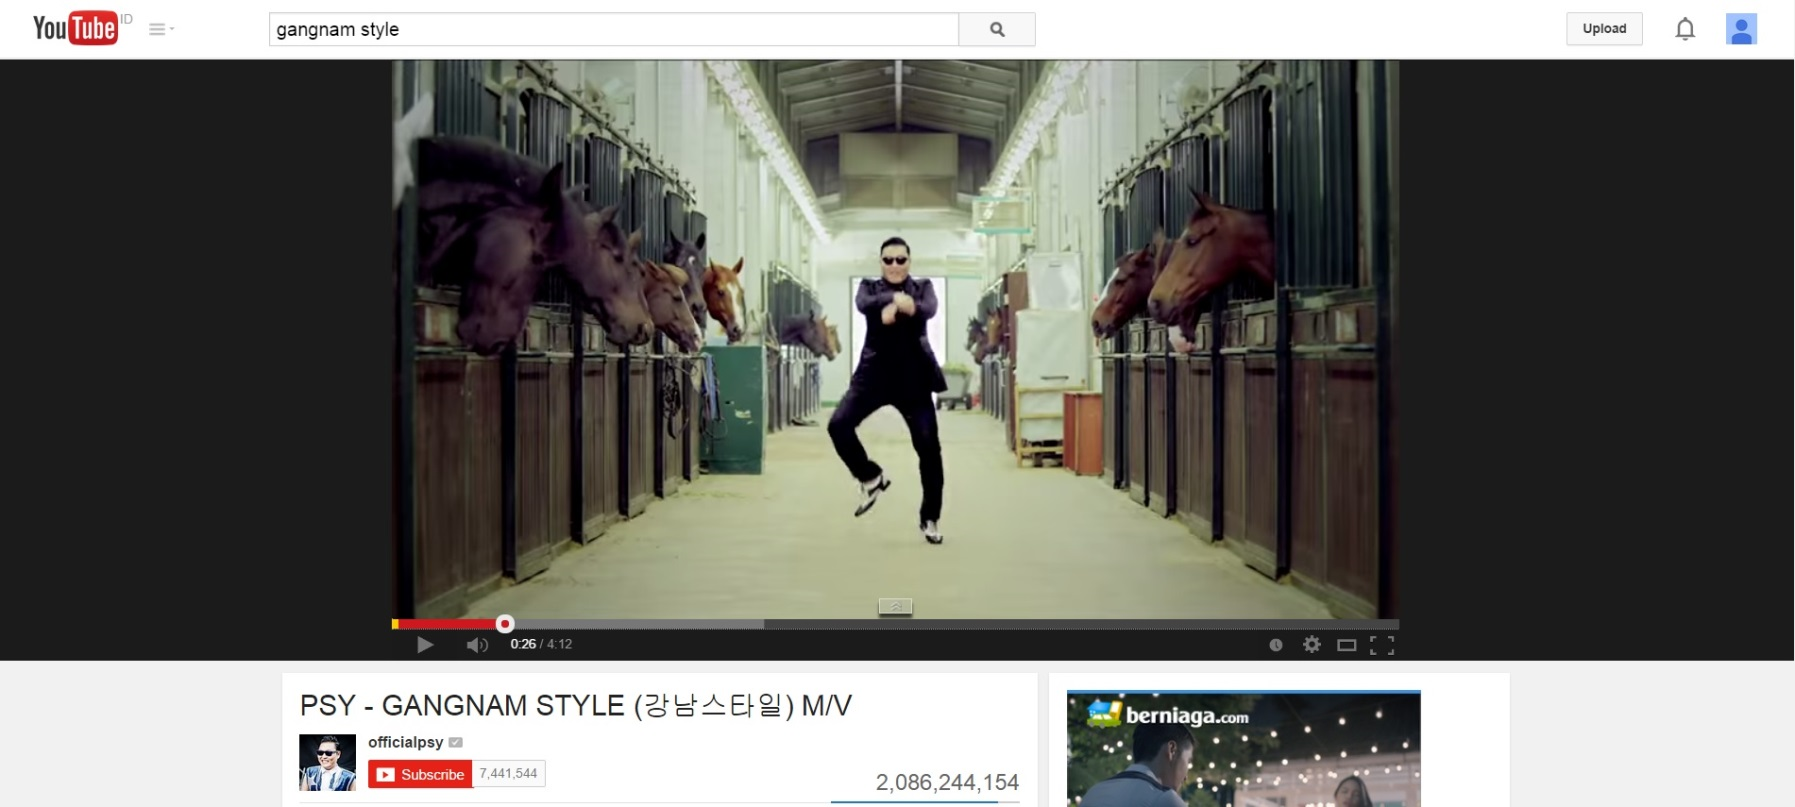 YouTube ID
gangnam style
Upload
0:26 / 4:12
PSY - GANGNAM STYLE (강남스타일) M/V
officialpsy
Subscribe 7,441,544
2,086,244,154
berniaga.com